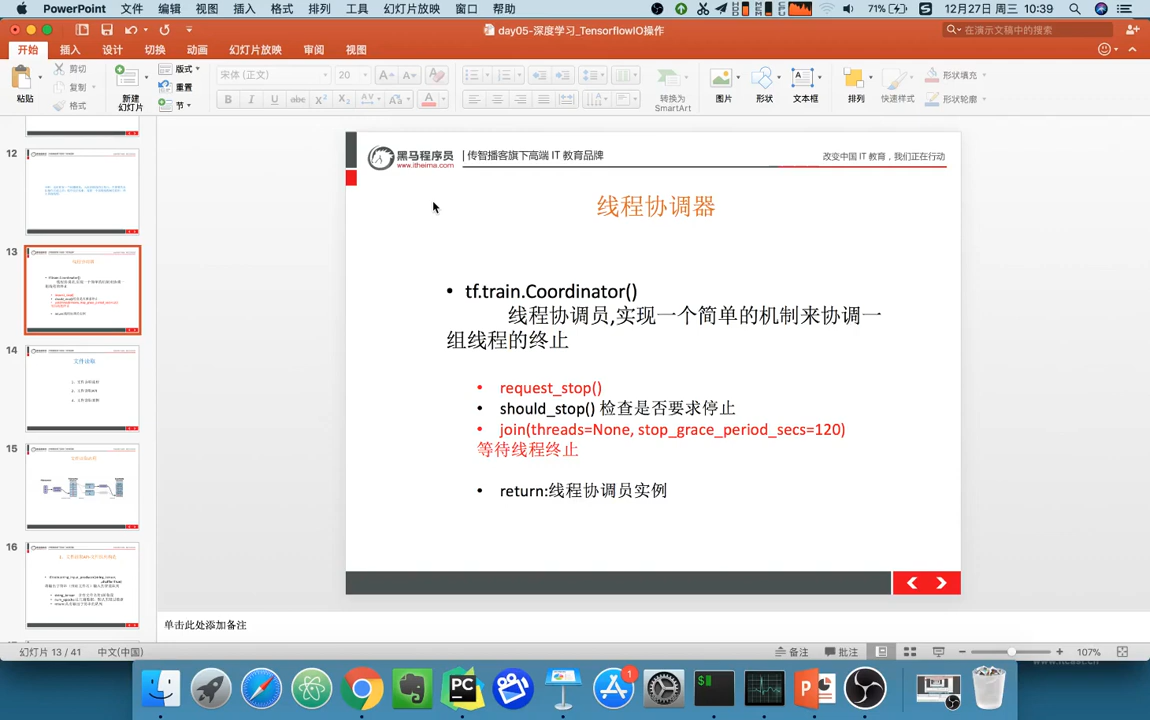 PowerPoint 文件 编辑 视图 插入 格式 排列 工具 幻灯片放映 窗口 帮助 71% 12月27日 周三 10:39
day05-深度学习_TensorflowIO操作
在演示文稿中的搜索
开始 插入 设计 切换 动画 幻灯片放映 审阅 视图
粘贴 剪切 复制 格式
新建幻灯片 版式 重置 节
宋体 (正文) 20
转换为 SmartArt
图片 形状 文本框 排列 快速样式 形状填充 形状轮廓
12
13
14
15
16
黑马程序员
www.itheima.com
传智播客旗下高端 IT 教育品牌
改变中国 IT 教育，我们正在行动
线程协调器
• tf.train.Coordinator()
线程协调员,实现一个简单的机制来协调一
组线程的终止
• request_stop()
• should_stop() 检查是否要求停止
• join(threads=None, stop_grace_period_secs=120)
等待线程终止
• return:线程协调员实例
单击此处添加备注
幻灯片 13 / 41 中文(中国) 备注 批注 107%
PC
1